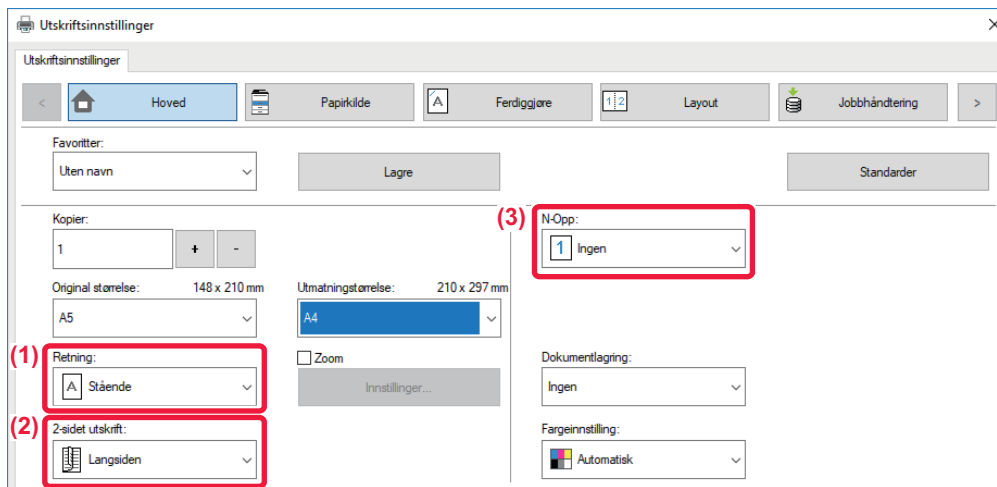 Utskriftsinnstillinger
Utskriftsinnstillinger
< Hoved Papirkilde A Ferdiggjøre 1 2 Layout Jobbhåndtering >
Favoritter:
Uten navn Lagre Standarder
Kopier: (3) N-Opp:
1 + - 1 Ingen
Original størrelse: 148 x 210 mm Utmatningstørrelse: 210 x 297 mm
A5 A4
(1) Retning: Zoom Dokumentlagring:
A Stående Innstillinger... Ingen
(2) 2-sidet utskrift: Fargeinnstilling:
Langsiden Automatisk